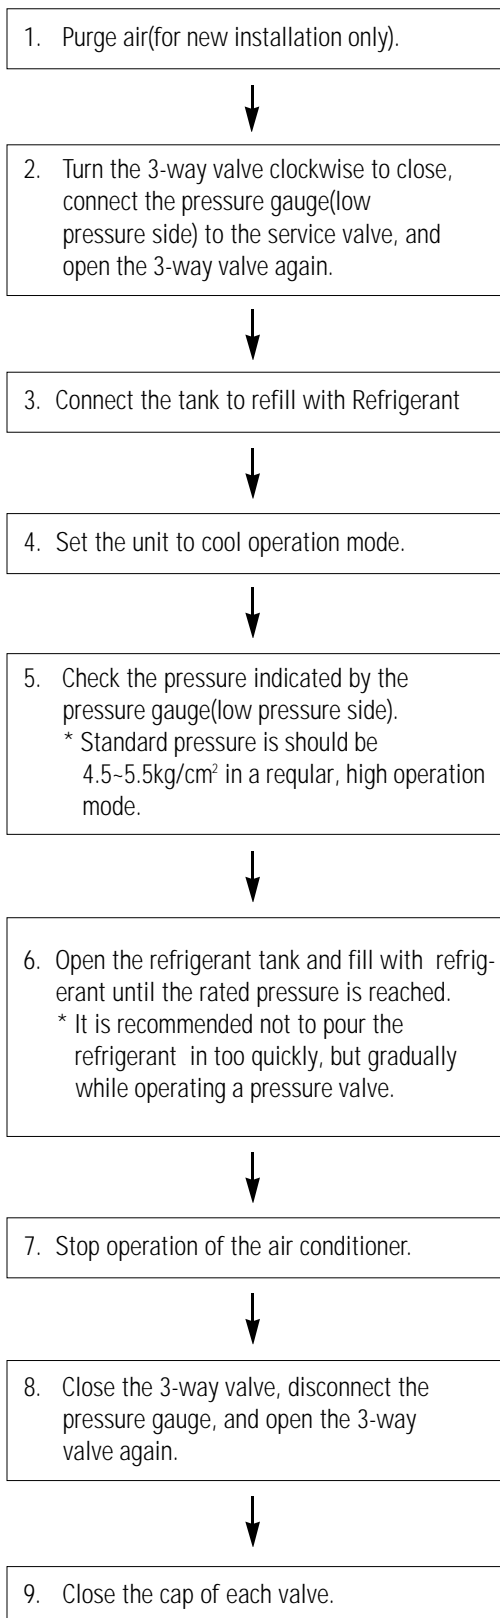 1. Purge air(for new installation only).
2. Turn the 3-way valve clockwise to close,
connect the pressure gauge(low
pressure side) to the service valve, and
open the 3-way valve again.
3. Connect the tank to refill with Refrigerant
4. Set the unit to cool operation mode.
5. Check the pressure indicated by the
pressure gauge(low pressure side).
* Standard pressure is should be
4.5~5.5kg/cm² in a reqular, high operation
mode.
6. Open the refrigerant tank and fill with refrig-
erant until the rated pressure is reached.
* It is recommended not to pour the
refrigerant in too quickly, but gradually
while operating a pressure valve.
7. Stop operation of the air conditioner.
8. Close the 3-way valve, disconnect the
pressure gauge, and open the 3-way
valve again.
9. Close the cap of each valve.